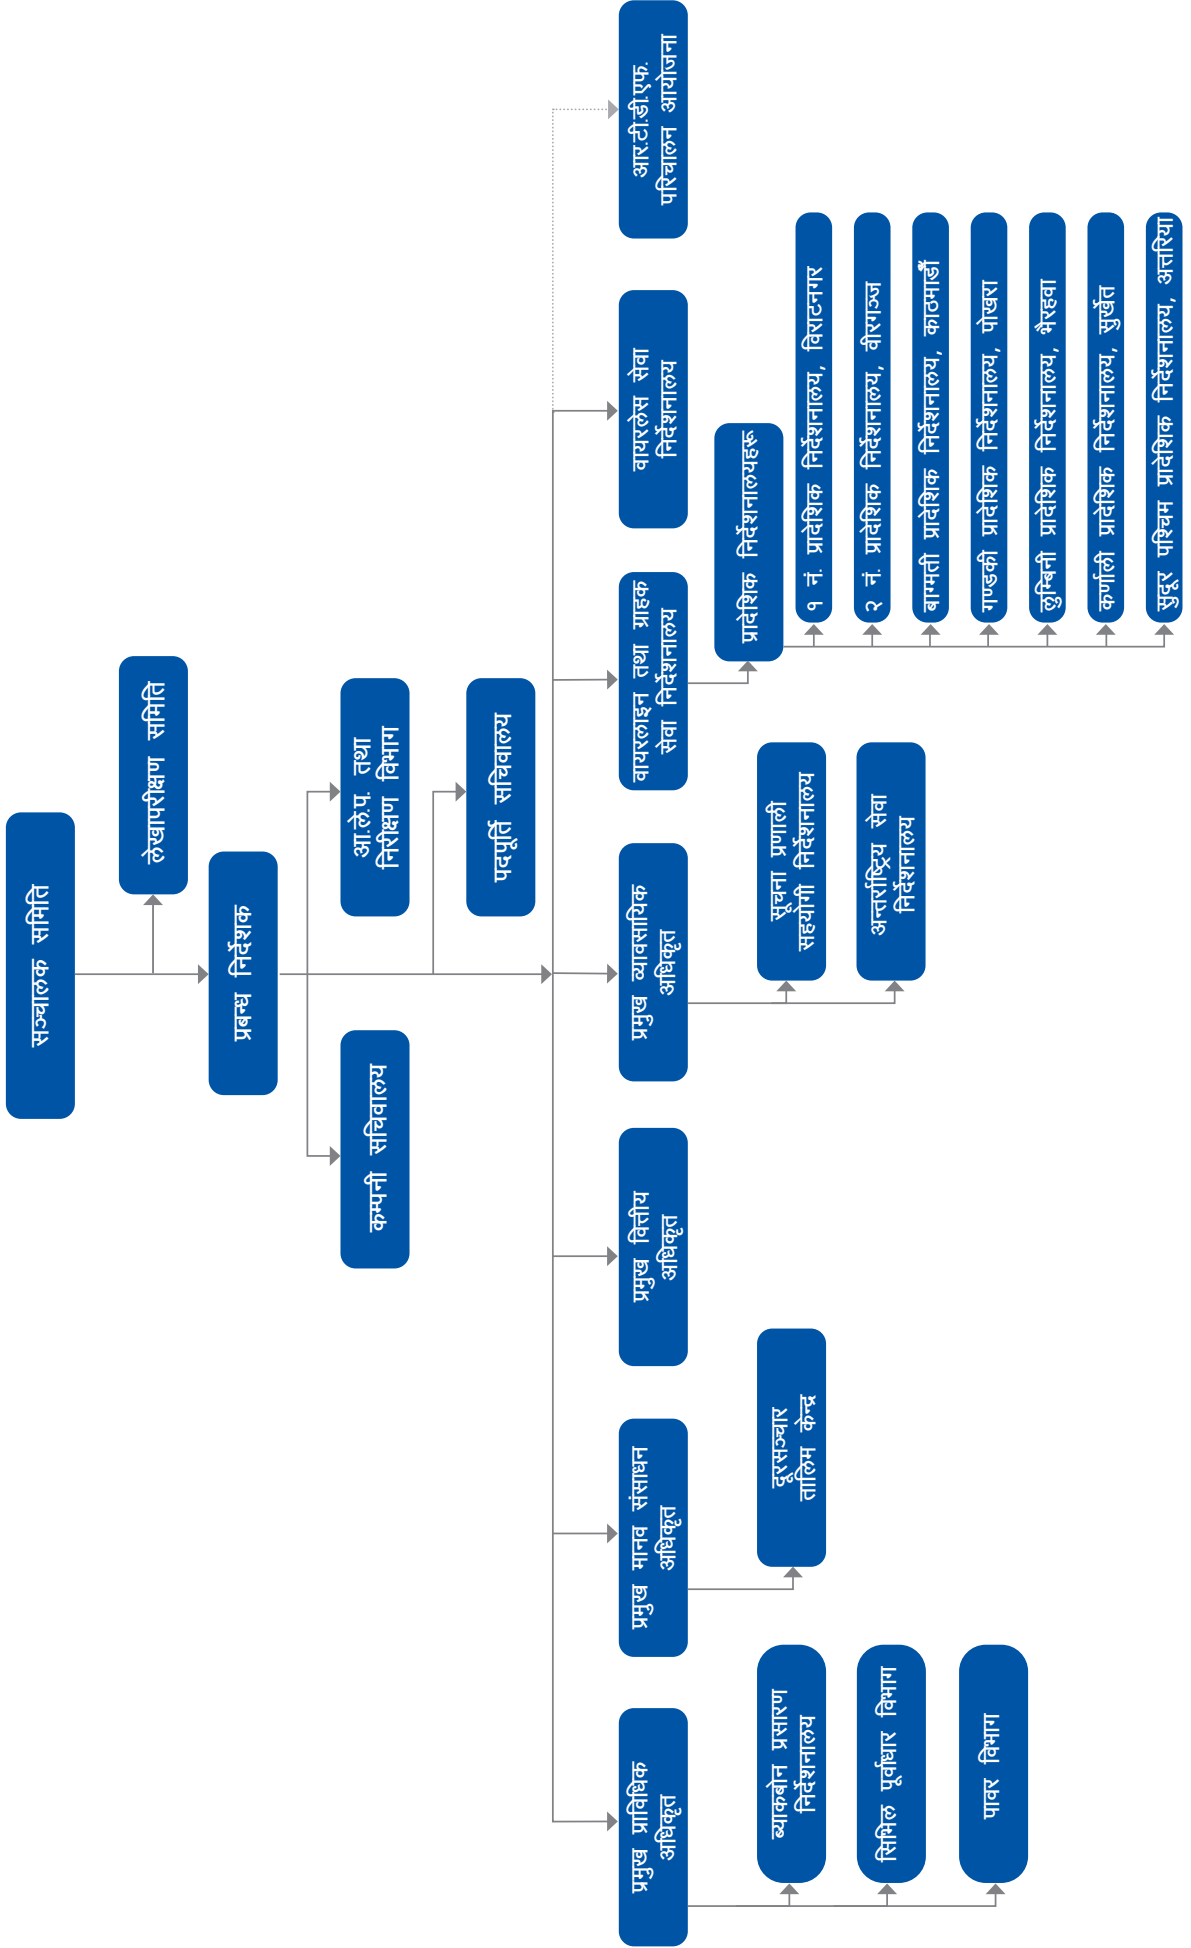 सञ्चालक समिति
लेखापरीक्षण समिति
प्रबन्ध निर्देशक
कम्पनी सचिवालय
आ.ले.प. तथा
निरीक्षण विभाग
पदपूर्ति सचिवालय
प्रमुख प्राविधिक
अधिकृत
प्रमुख मानव संसाधन
अधिकृत
प्रमुख वित्तीय
अधिकृत
प्रमुख व्यावसायिक
अधिकृत
वायरलाइन तथा ग्राहक
सेवा निर्देशनालय
वायरलेस सेवा
निर्देशनालय
आर.टी.डी.एफ.
परिचालन आयोजना
ब्याकबोन प्रसारण
निर्देशनालय
सिभिल पूर्वाधार विभाग
पावर विभाग
दूरसञ्चार
तालिम केन्द्र
सूचना प्रणाली
सहयोगी निर्देशनालय
अन्तर्राष्ट्रिय सेवा
निर्देशनालय
प्रादेशिक निर्देशनालयहरू
१ नं. प्रादेशिक निर्देशनालय, विराटनगर
२ नं. प्रादेशिक निर्देशनालय, वीरगञ्ज
बाग्मती प्रादेशिक निर्देशनालय, काठमाडौं
गण्डकी प्रादेशिक निर्देशनालय, पोखरा
लुम्बिनी प्रादेशिक निर्देशनालय, भैरहवा
कर्णाली प्रादेशिक निर्देशनालय, सुर्खेत
सुदूर पश्चिम प्रादेशिक निर्देशनालय, अत्तरिया